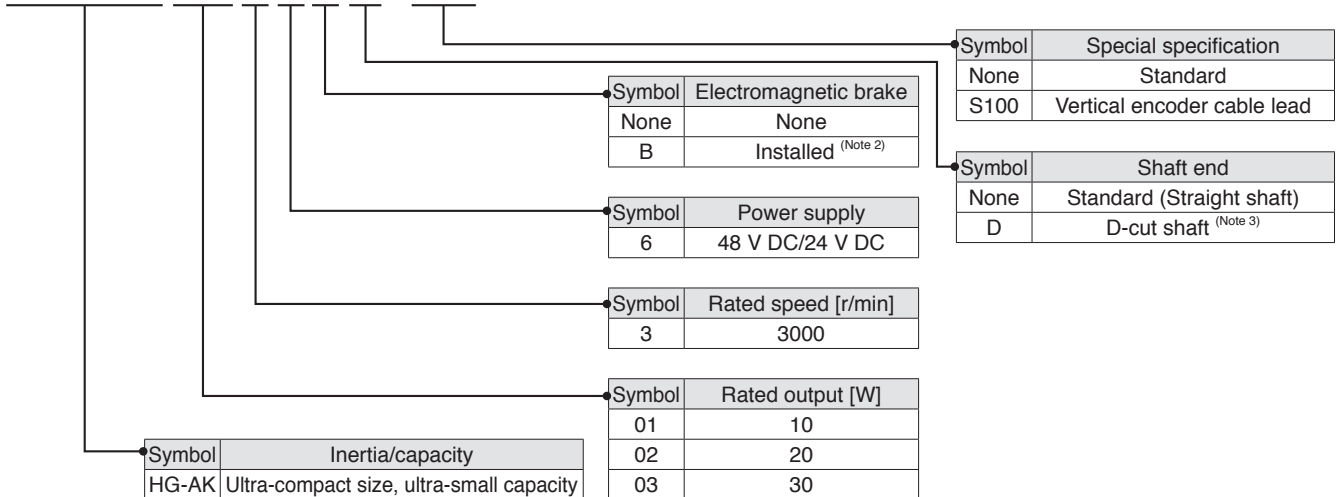 Symbol Special specification
None Standard
S100 Vertical encoder cable lead
Symbol Electromagnetic brake
None None
B Installed (Note 2)
Symbol Shaft end
None Standard (Straight shaft)
D D-cut shaft (Note 3)
Symbol Power supply
6 48 V DC/24 V DC
Symbol Rated speed [r/min]
3 3000
Symbol Rated output [W]
01 10
02 20
03 30
Symbol Inertia/capacity
HG-AK Ultra-compact size, ultra-small capacity